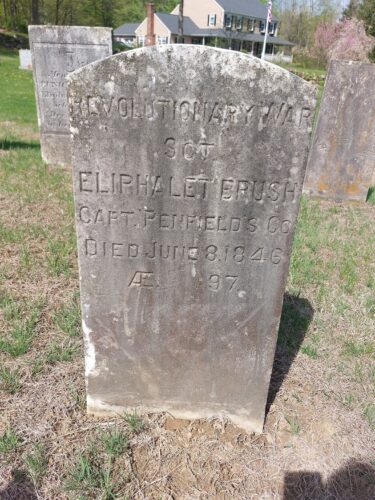 REVOLUTIONARY WAR
SGT
ELIPHALET BRUSH
CAPT. PENFIELD'S CO
DIED JUNE 8, 1846
Æ 97